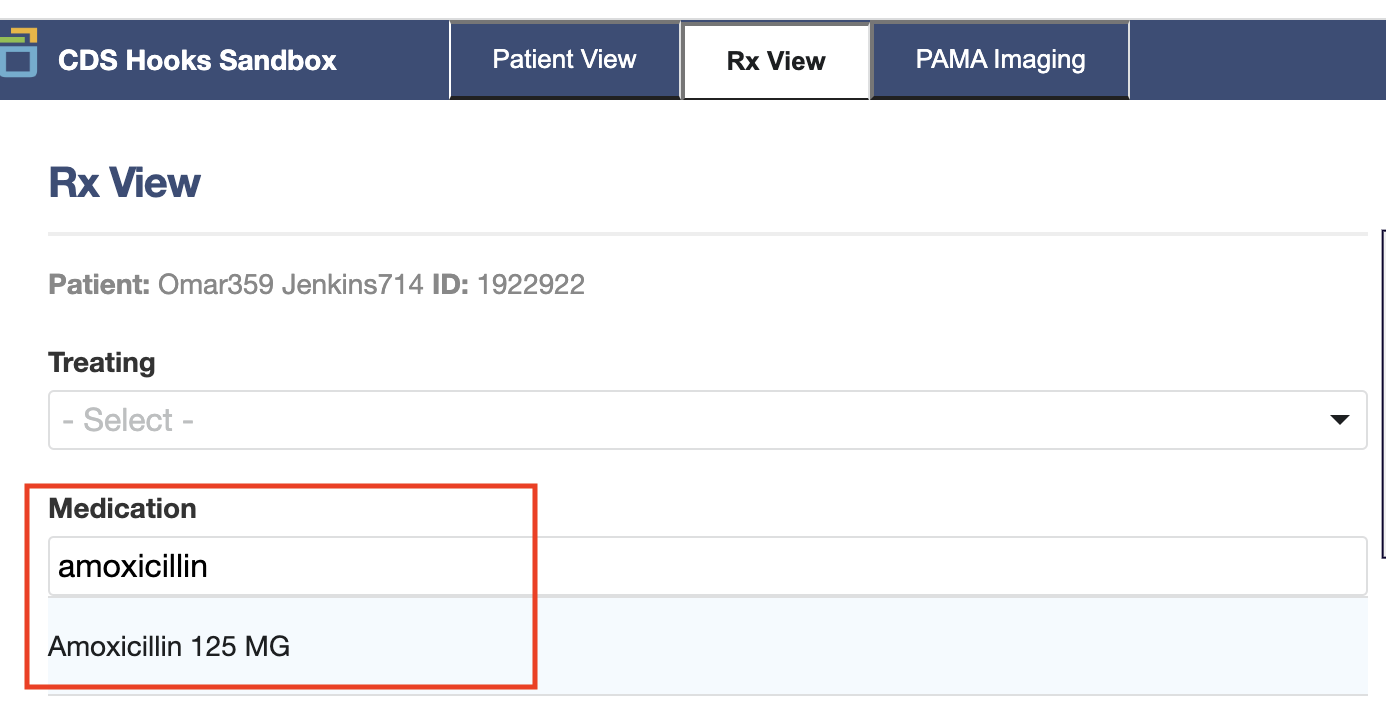 CDS Hooks Sandbox
Patient View
Rx View
PAMA Imaging
Rx View
Patient: Omar359 Jenkins714 ID: 1922922
Treating
- Select -
Medication
amoxicillin
Amoxicillin 125 MG